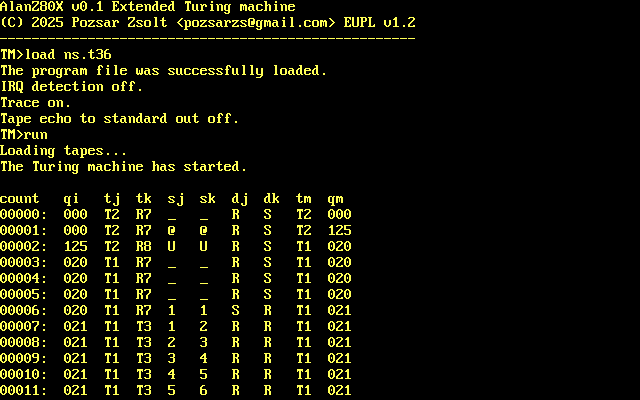 AlanZ80X v0.1 Extended Turing machine
(C) 2025 Pozsar Zsolt <pozsarzs@gmail.com> EUPL v1.2
----------------------------------------------------
TM>load ns.t36
The program file was successfully loaded.
IRQ detection off.
Trace on.
Tape echo to standard out off.
TM>run
Loading tapes...
The Turing machine has started.
count  qi  tj  tk  sj  sk  dj  dk  tm  qm
00000:  000  T2  R7  _  _  R  S  T2  000
00001:  000  T2  R7  @  @  R  S  T2  125
00002:  125  T2  R8  U  U  R  S  T1  020
00003:  020  T1  R7  _  _  R  S  T1  020
00004:  020  T1  R7  _  _  R  S  T1  020
00005:  020  T1  R7  _  _  R  S  T1  020
00006:  020  T1  R7  1  1  S  R  T1  021
00007:  021  T1  T3  1  2  R  R  T1  021
00008:  021  T1  T3  2  3  R  R  T1  021
00009:  021  T1  T3  3  4  R  R  T1  021
00010:  021  T1  T3  4  5  R  R  T1  021
00011:  021  T1  T3  5  6  R  R  T1  021